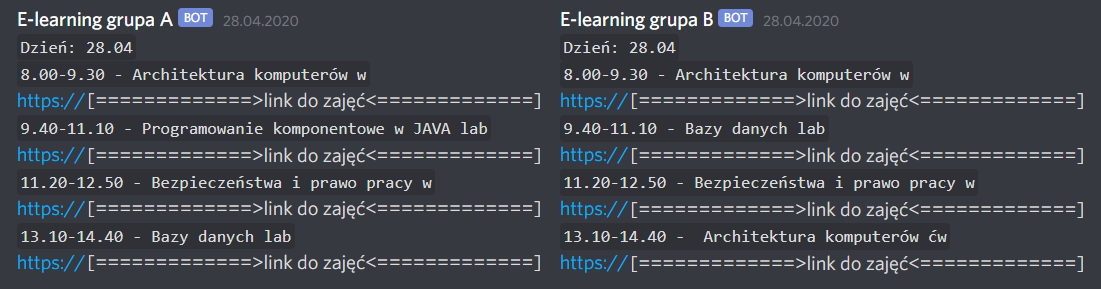 E-learning grupa A BOT 28.04.2020
Dzień: 28.04
8.00-9.30 - Architektura komputerów w
https://[=============>link do zajęć<=============]
9.40-11.10 - Programowanie komponentowe w JAVA lab
https://[=============>link do zajęć<=============]
11.20-12.50 - Bezpieczeństwa i prawo pracy w
https://[=============>link do zajęć<=============]
13.10-14.40 - Bazy danych lab
https://[=============>link do zajęć<=============]
E-learning grupa B BOT 28.04.2020
Dzień: 28.04
8.00-9.30 - Architektura komputerów w
https://[=============>link do zajęć<=============]
9.40-11.10 - Bazy danych lab
https://[=============>link do zajęć<=============]
11.20-12.50 - Bezpieczeństwa i prawo pracy w
https://[=============>link do zajęć<=============]
13.10-14.40 -  Architektura komputerów ćw
https://[=============>link do zajęć<=============]